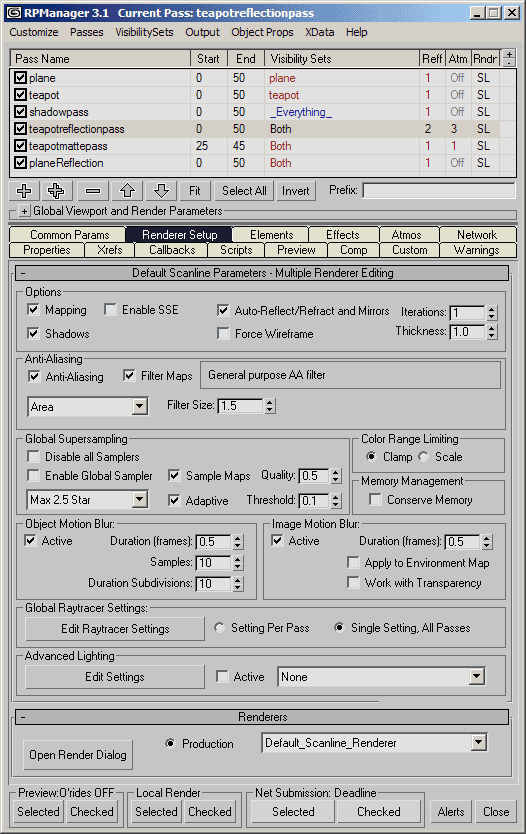 RPManager 3.1 Current Pass: teapotreflectionpass
Customize Passes VisibilitySets Output Object Props XData Help
Pass Name Start End Visibility Sets Reff Atm Rndr +
-
plane 0 50 plane 1 Off SL
teapot 0 50 teapot 1 Off SL
shadowpass 0 50 _Everything_ 1 Off SL
teapotreflectionpass 0 50 Both 2 3 SL
teapotmattepass 25 45 Both 1 1 SL
planeReflection 0 50 Both 1 Off SL
Fit Select All Invert Prefix:
+ Global Viewport and Render Parameters
Common Params Renderer Setup Elements Effects Atmos Network
Properties Xrefs Callbacks Scripts Preview Comp Custom Warnings
- Default Scanline Parameters - Multiple Renderer Editing
Options
Mapping Enable SSE Auto-Reflect/Refract and Mirrors Iterations: 1
Shadows Force Wireframe Thickness: 1.0
Anti-Aliasing
Anti-Aliasing Filter Maps General purpose AA filter
Area Filter Size: 1.5
Global Supersampling Color Range Limiting
Disable all Samplers Clamp Scale
Enable Global Sampler Sample Maps Quality: 0.5 Memory Management
Max 2.5 Star Adaptive Threshold: 0.1 Conserve Memory
Object Motion Blur: Image Motion Blur:
Active Duration (frames): 0.5 Active Duration (frames): 0.5
Samples: 10 Apply to Environment Map
Duration Subdivisions: 10 Work with Transparency
Global Raytracer Settings:
Edit Raytracer Settings Setting Per Pass Single Setting, All Passes
Advanced Lighting
Edit Settings Active None
- Renderers
Open Render Dialog Production Default_Scanline_Renderer
Preview:O'rides OFF Local Render Net Submission: Deadline
Selected Checked Selected Checked Selected Checked Alerts Close